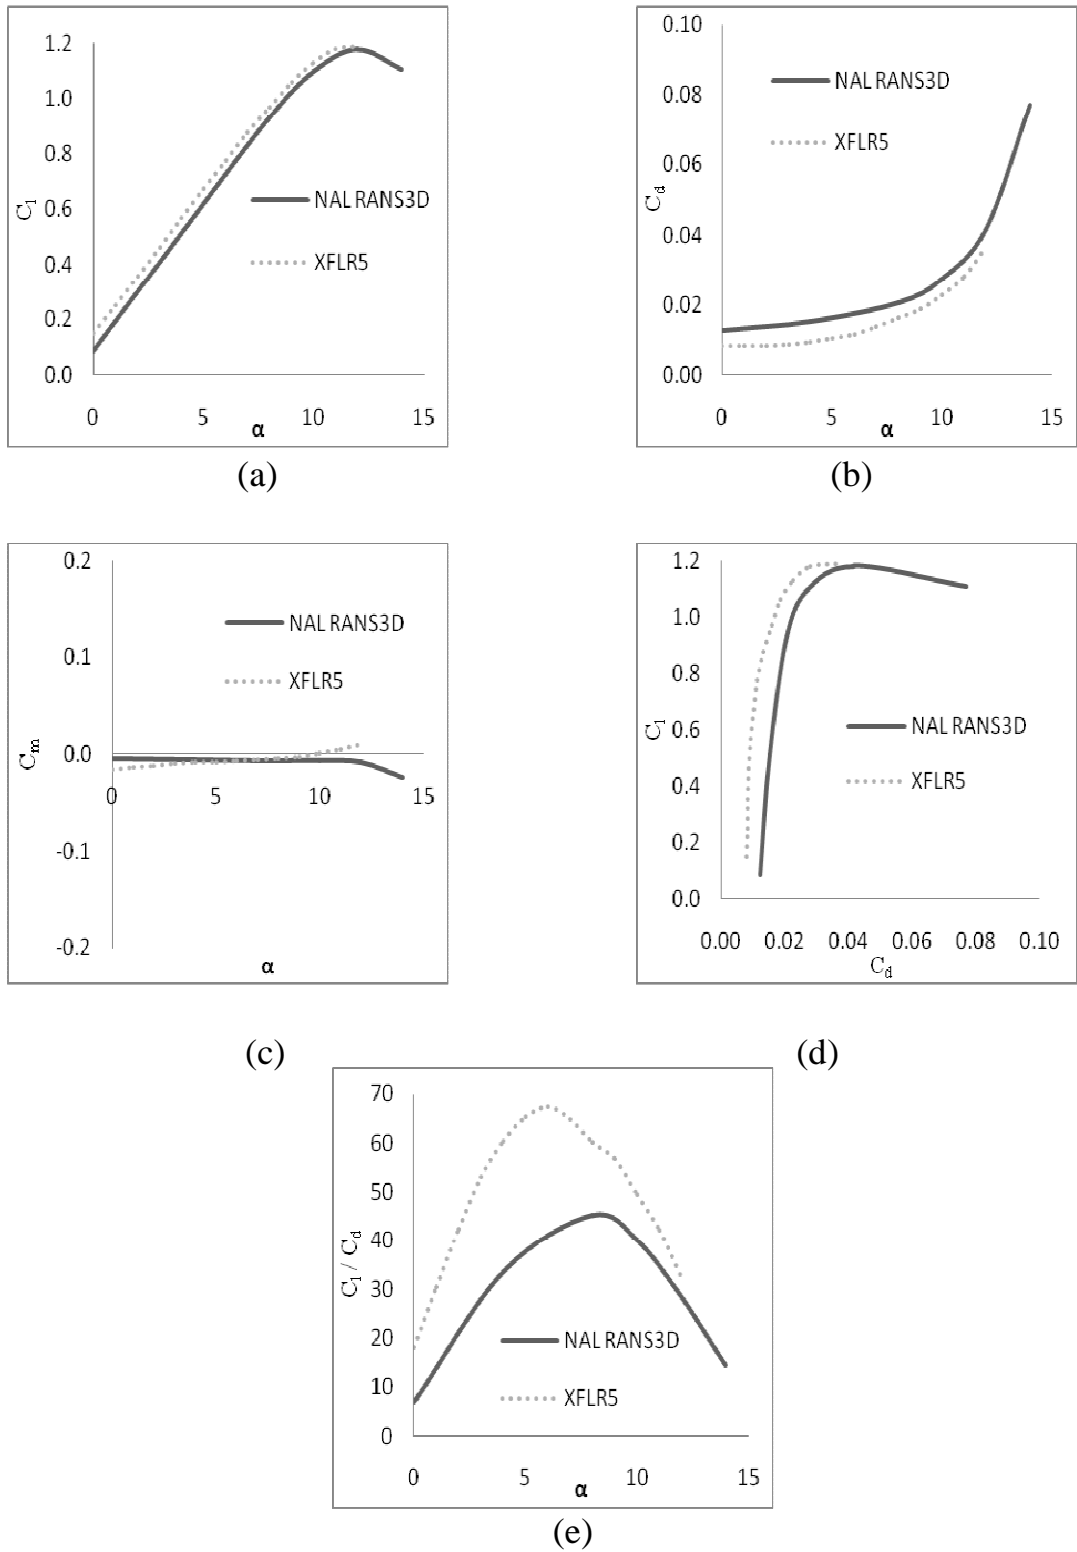 1.2
1.0
0.8
0.6
0.4
0.2
0.0
C_l
NAL RANS3D
XFLR5
0 5 10 15
α
(a)
0.10
0.08
0.06
0.04
0.02
0.00
C_d
NAL RANS3D
XFLR5
0 5 10 15
α
(b)
0.2
0.1
0.0
-0.1
-0.2
C_m
NAL RANS3D
XFLR5
0 5 10 15
α
(c)
1.2
1.0
0.8
0.6
0.4
0.2
0.0
C_l
NAL RANS3D
XFLR5
0.00 0.02 0.04 0.06 0.08 0.10
C_d
(d)
70
60
50
40
30
20
10
0
C_l / C_d
NAL RANS3D
XFLR5
0 5 10 15
α
(e)